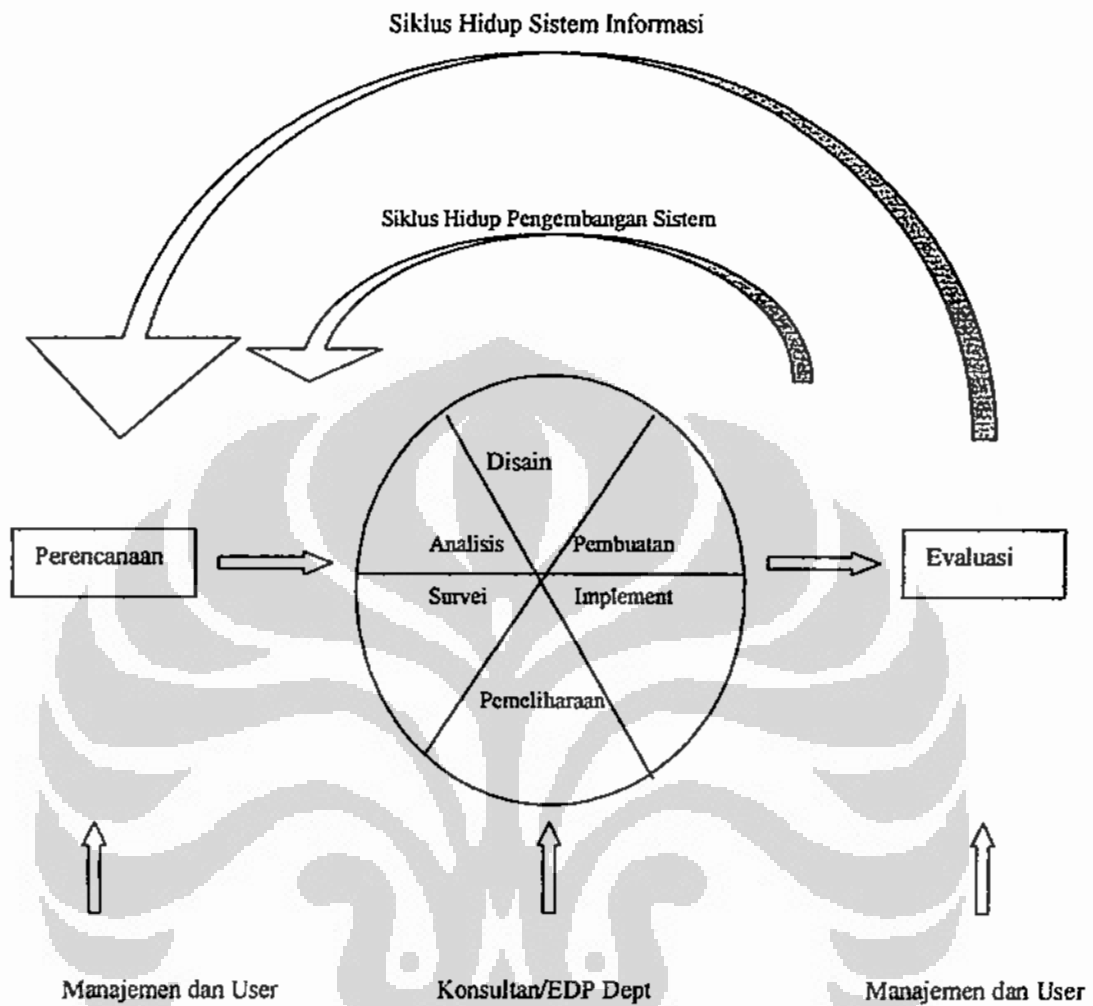 Siklus Hidup Sistem Informasi
Siklus Hidup Pengembangan Sistem
Disain
Perencanaan
Analisis
Pembuatan
Evaluasi
Survei
Implement
Pemeliharaan
Manajemen dan User
Konsultan/EDP Dept
Manajemen dan User